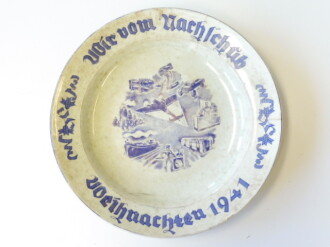 Wir vom Nachschub
Weihnachten 1941